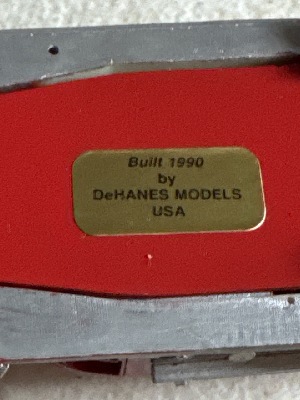 Built 1990
by
DeHANES MODELS
USA